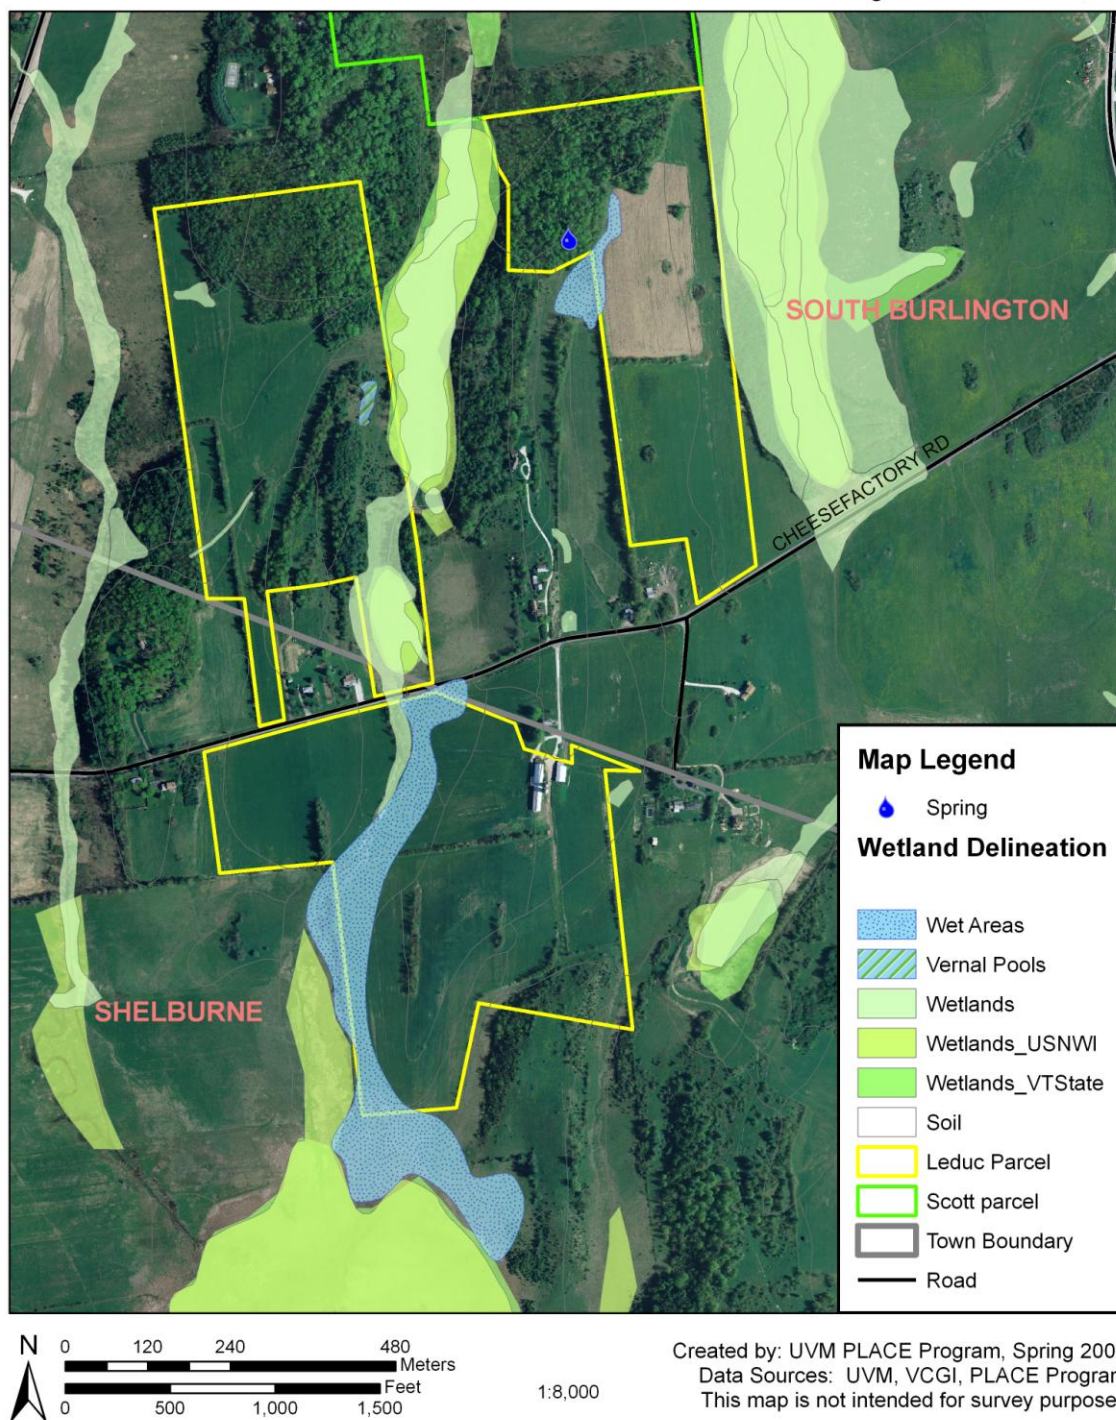 SOUTH BURLINGTON
CHEESEFACTORY RD
SHELBURNE
Map Legend
Spring
Wetland Delineation
Wet Areas
Vernal Pools
Wetlands
Wetlands_USNWI
Wetlands_VTState
Soil
Leduc Parcel
Scott parcel
Town Boundary
Road
N
0 120 240 480
Meters
Feet
0 500 1,000 1,500
1:8,000
Created by: UVM PLACE Program, Spring 200
Data Sources: UVM, VCGI, PLACE Program
This map is not intended for survey purpose